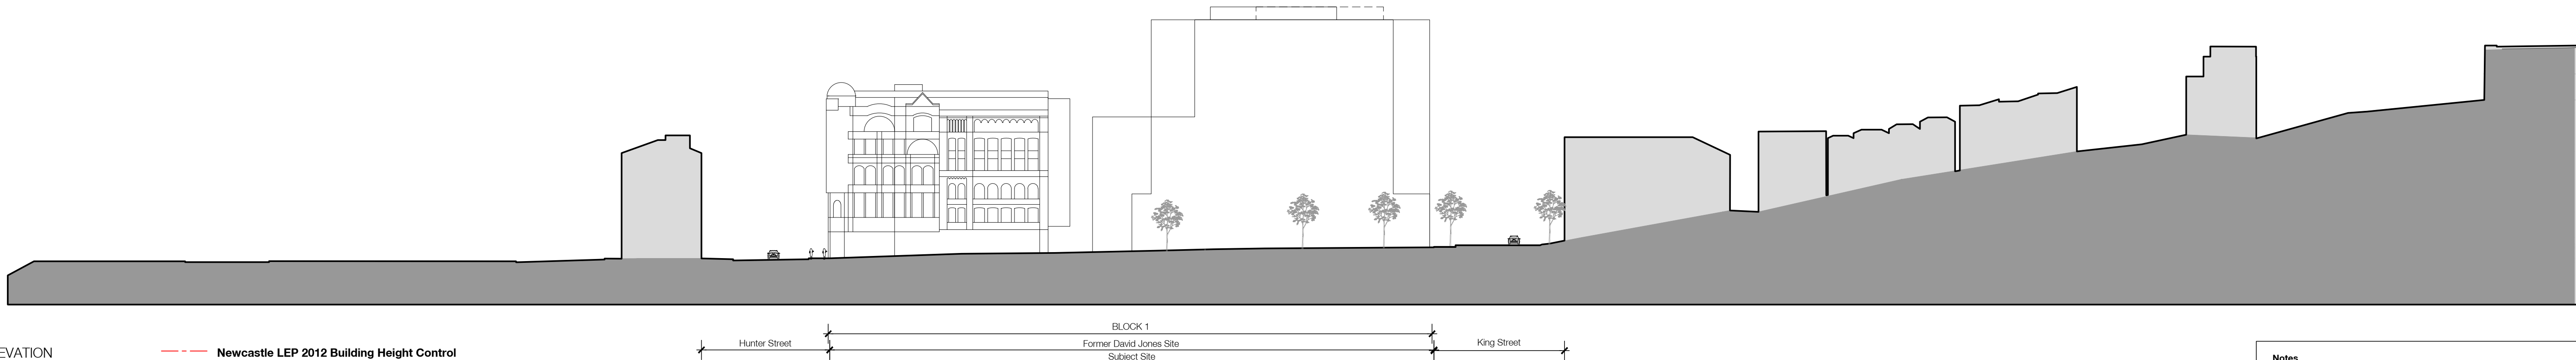 BLOCK 1
Hunter Street
Former David Jones Site
King Street
Subject Site
EVATION
Newcastle LEP 2012 Building Height Control
Notes